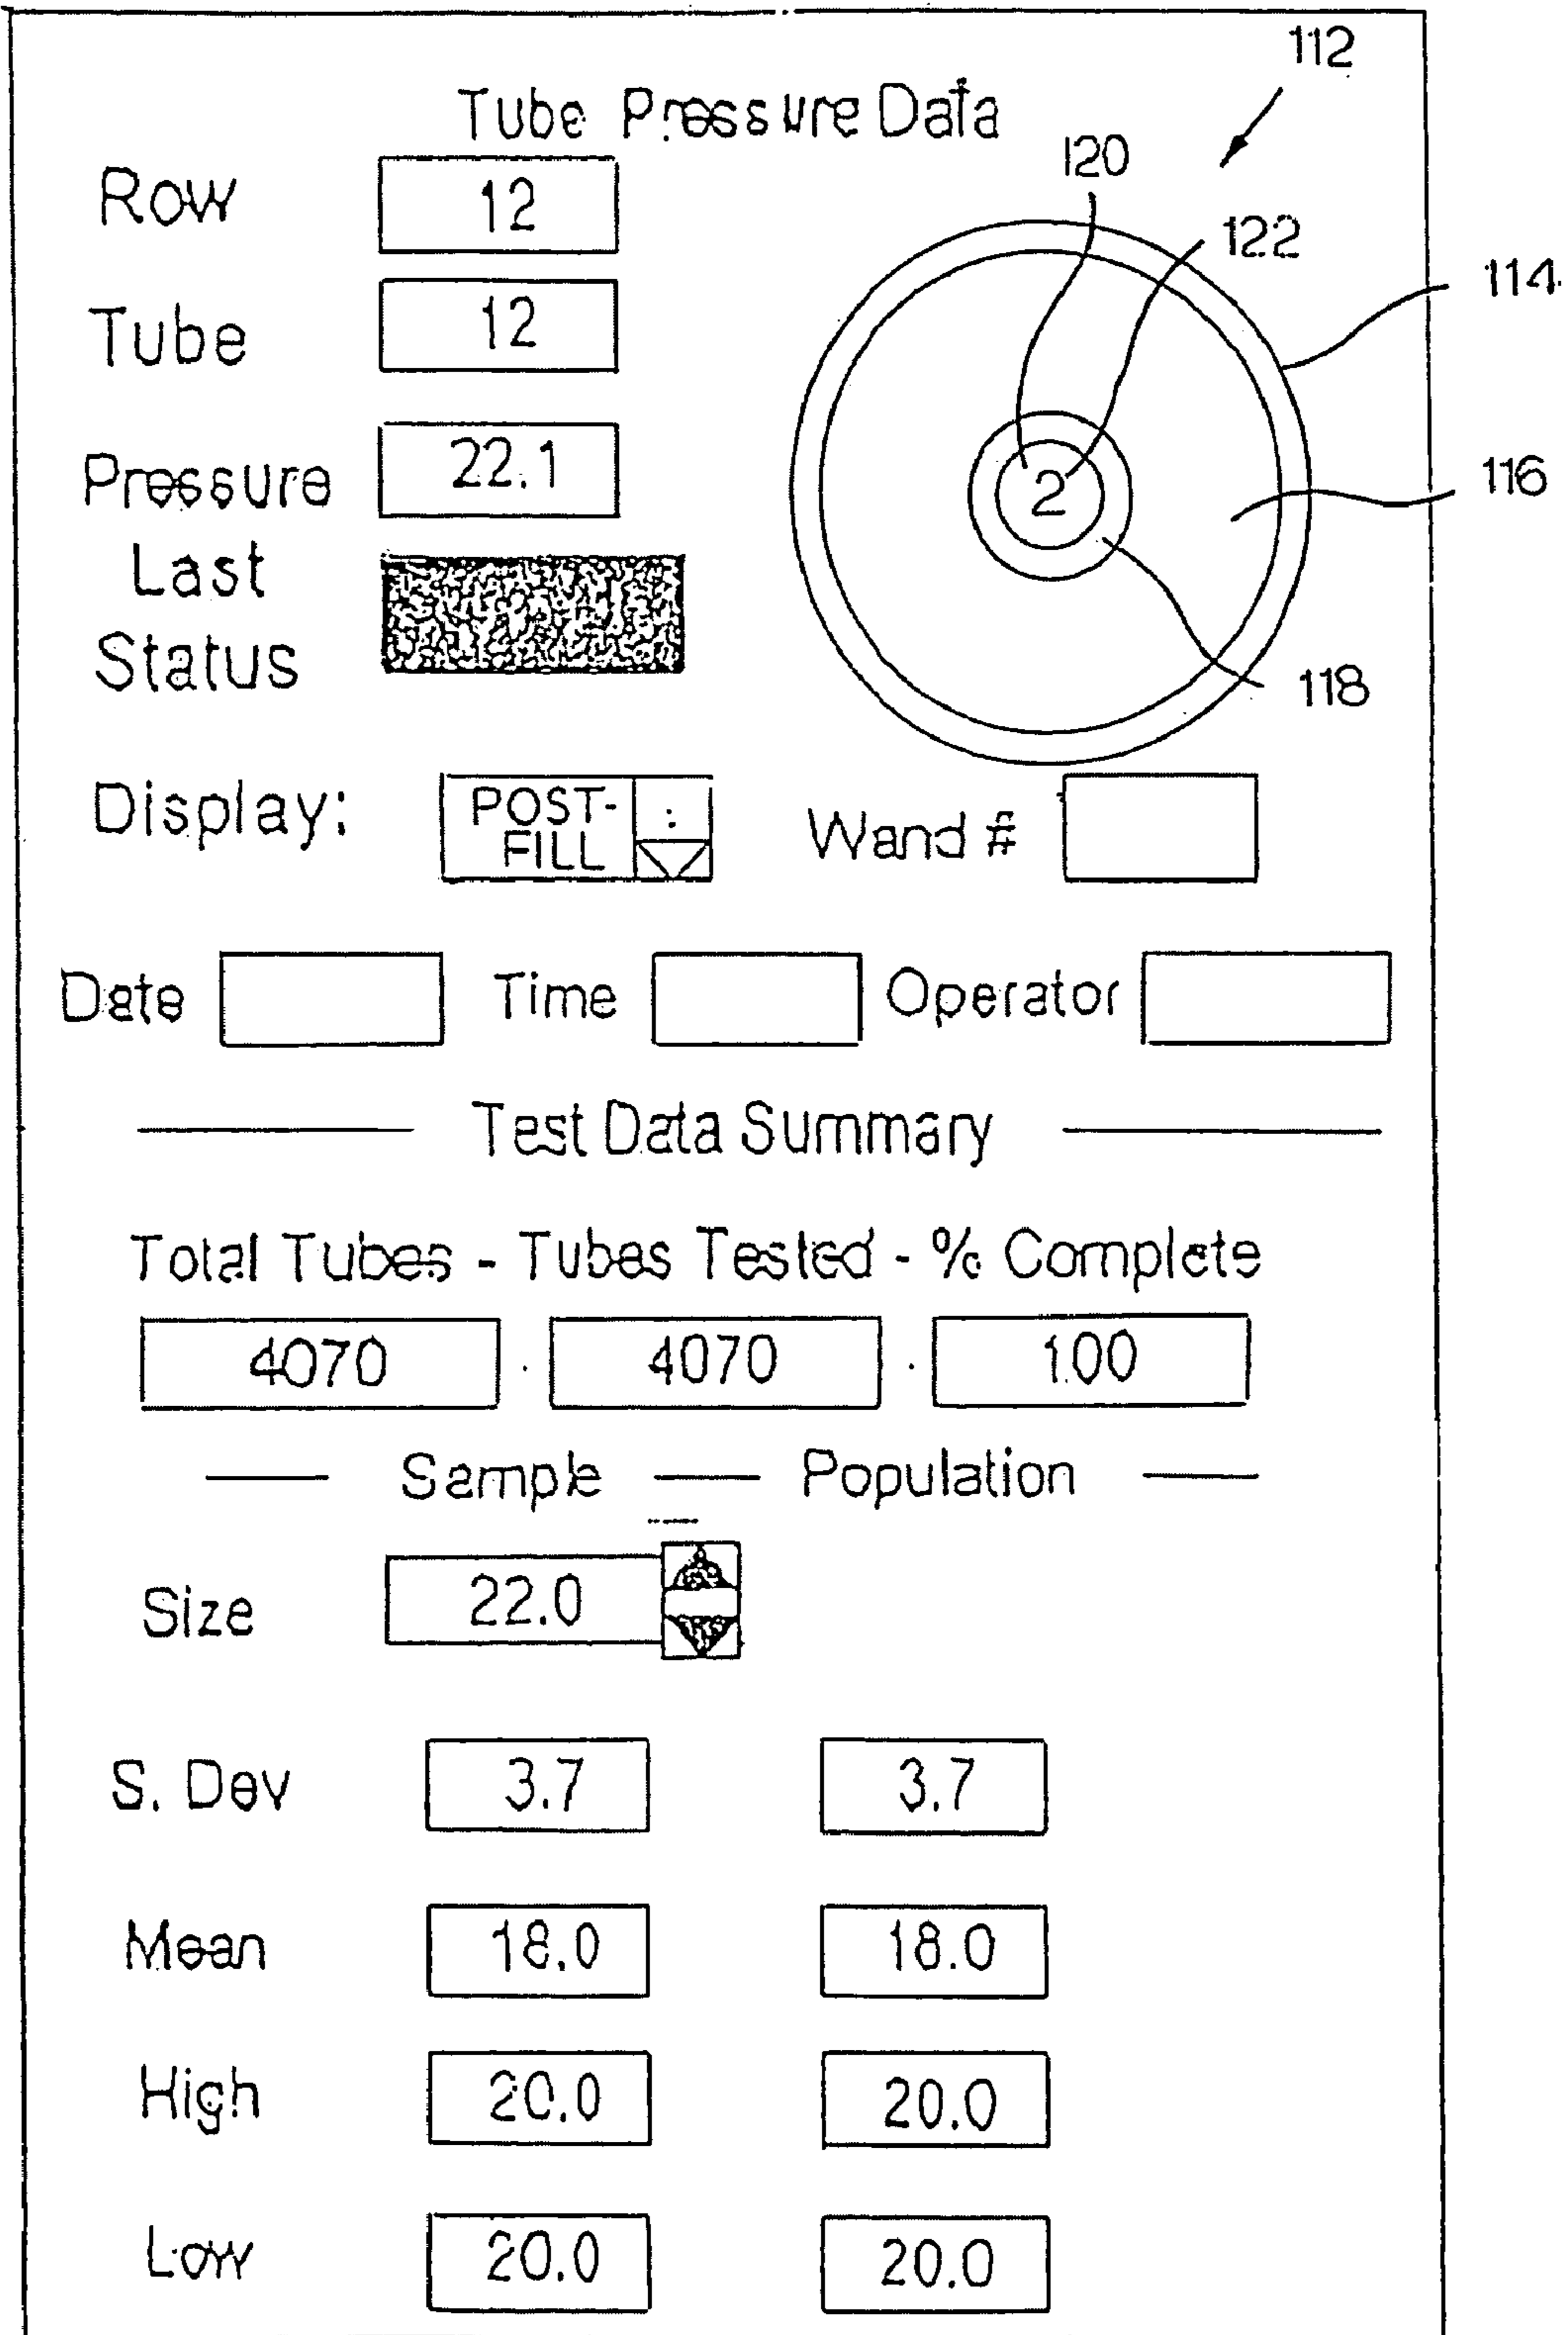 112
Tube Pressure Data
120
Row 12
122
114
Tube 12
Pressure 22.1
2
116
Last
Status
118
Display: POST-
FILL
Wand #
Date Time Operator
Test Data Summary
Total Tubes - Tubes Tested - % Complete
4070 4070 100
Sample Population
Size 22.0
S. Dev 3.7 3.7
Mean 18.0 18.0
High 20.0 20.0
Low 20.0 20.0